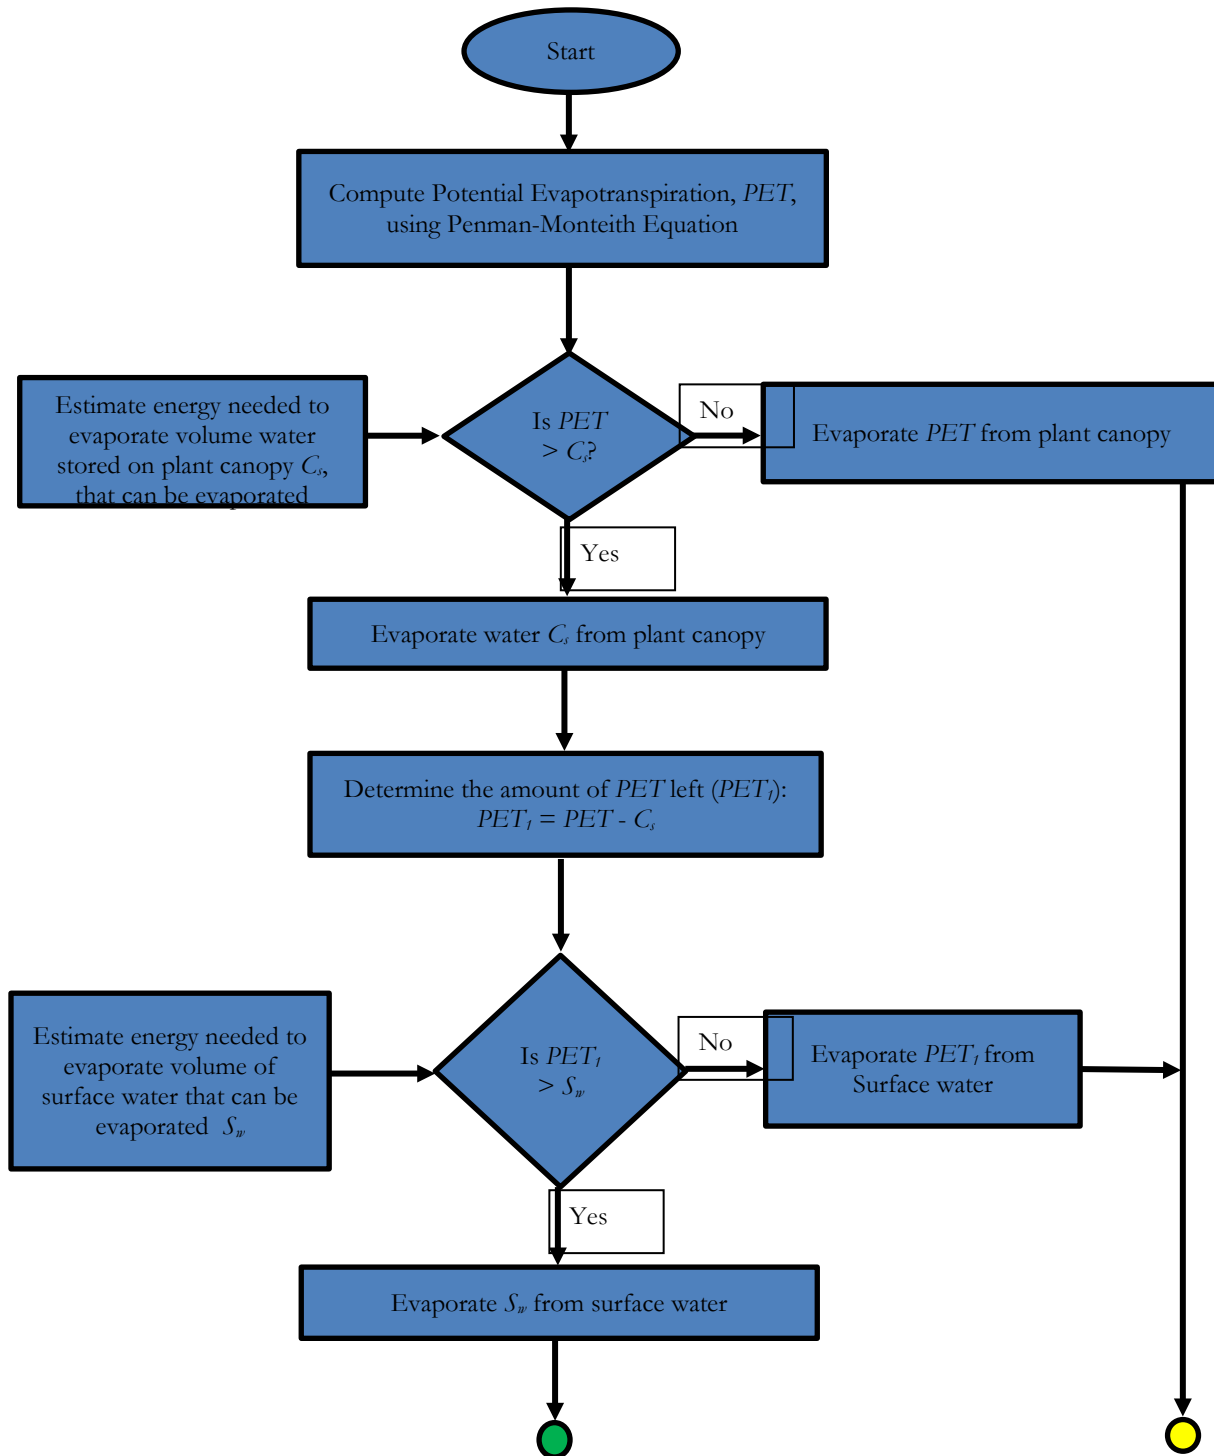 Start
Compute Potential Evapotranspiration, PET,
using Penman-Monteith Equation
Estimate energy needed to
evaporate volume water
stored on plant canopy Cₛ,
that can be evaporated
Is PET
> Cₛ?
No
Evaporate PET from plant canopy
Yes
Evaporate water Cₛ from plant canopy
Determine the amount of PET left (PET₁):
PET₁ = PET - Cₛ
Estimate energy needed to
evaporate volume of
surface water that can be
evaporated S_w
Is PET₁
> S_w
No
Evaporate PET₁ from
Surface water
Yes
Evaporate S_w from surface water